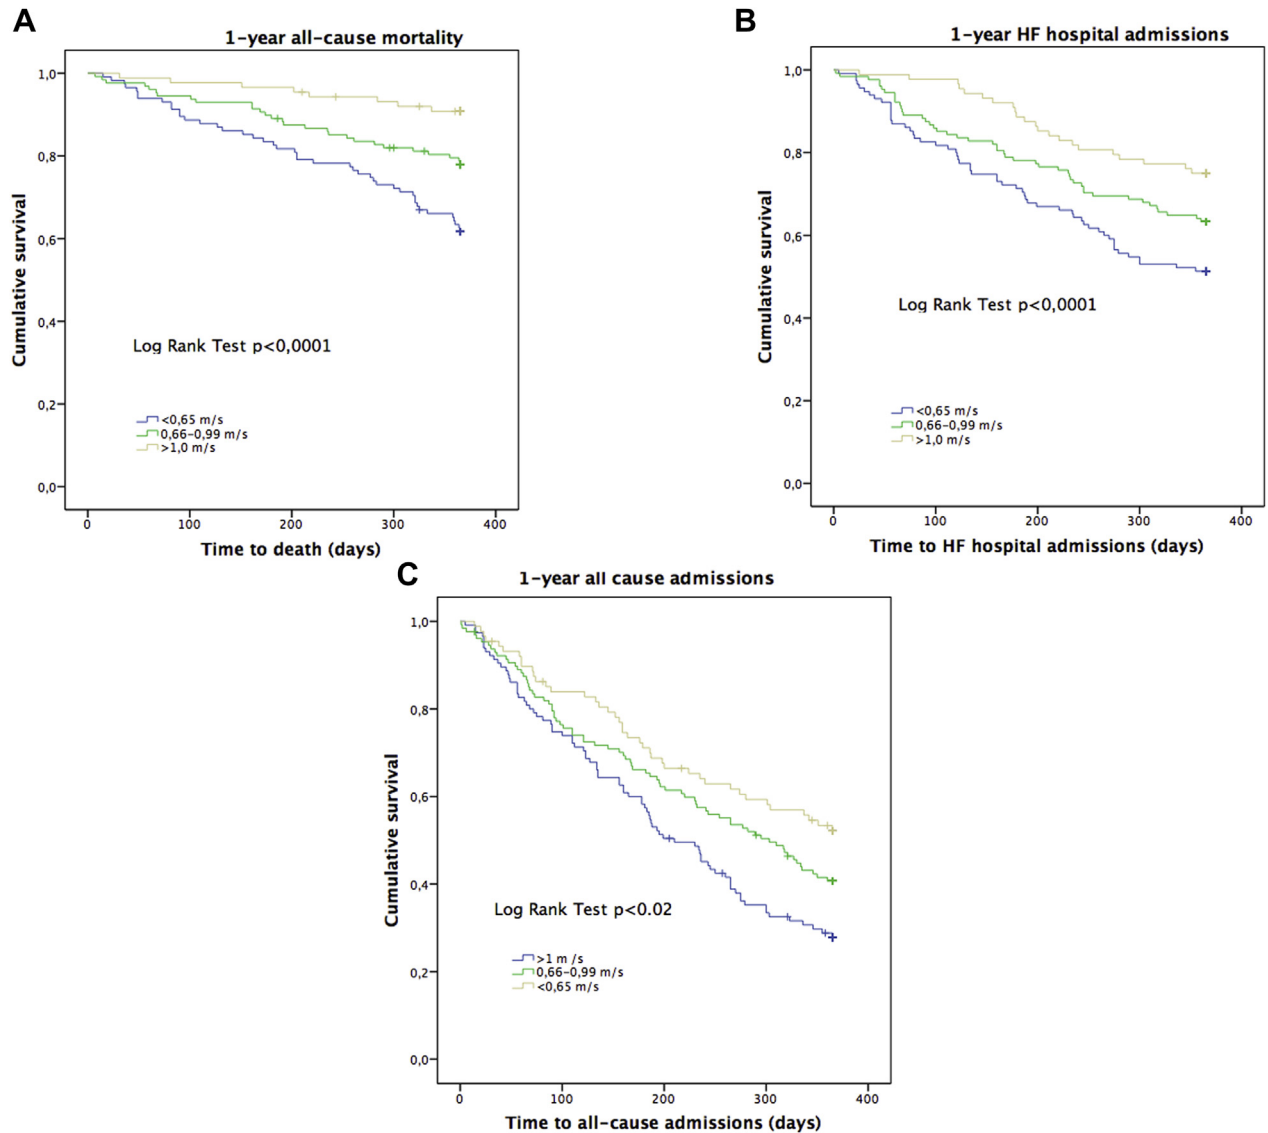 A
1-year all-cause mortality
Cumulative survival
1,0
0,8
0,6
0,4
0,2
0,0
Log Rank Test p<0,0001
<0,65 m/s
0,66-0,99 m/s
>1,0 m/s
0 100 200 300 400
Time to death (days)
B
1-year HF hospital admissions
Cumulative survival
1,0
0,8
0,6
0,4
0,2
0,0
Log Rank Test p<0,0001
<0,65 m/s
0,66-0,99 m/s
>1,0 m/s
0 100 200 300 400
Time to HF hospital admissions (days)
C
1-year all cause admissions
Cumulative survival
1,0
0,8
0,6
0,4
0,2
0,0
Log Rank Test p<0.02
>1 m /s
0,66-0,99 m/s
<0,65 m/s
0 100 200 300 400
Time to all-cause admissions (days)